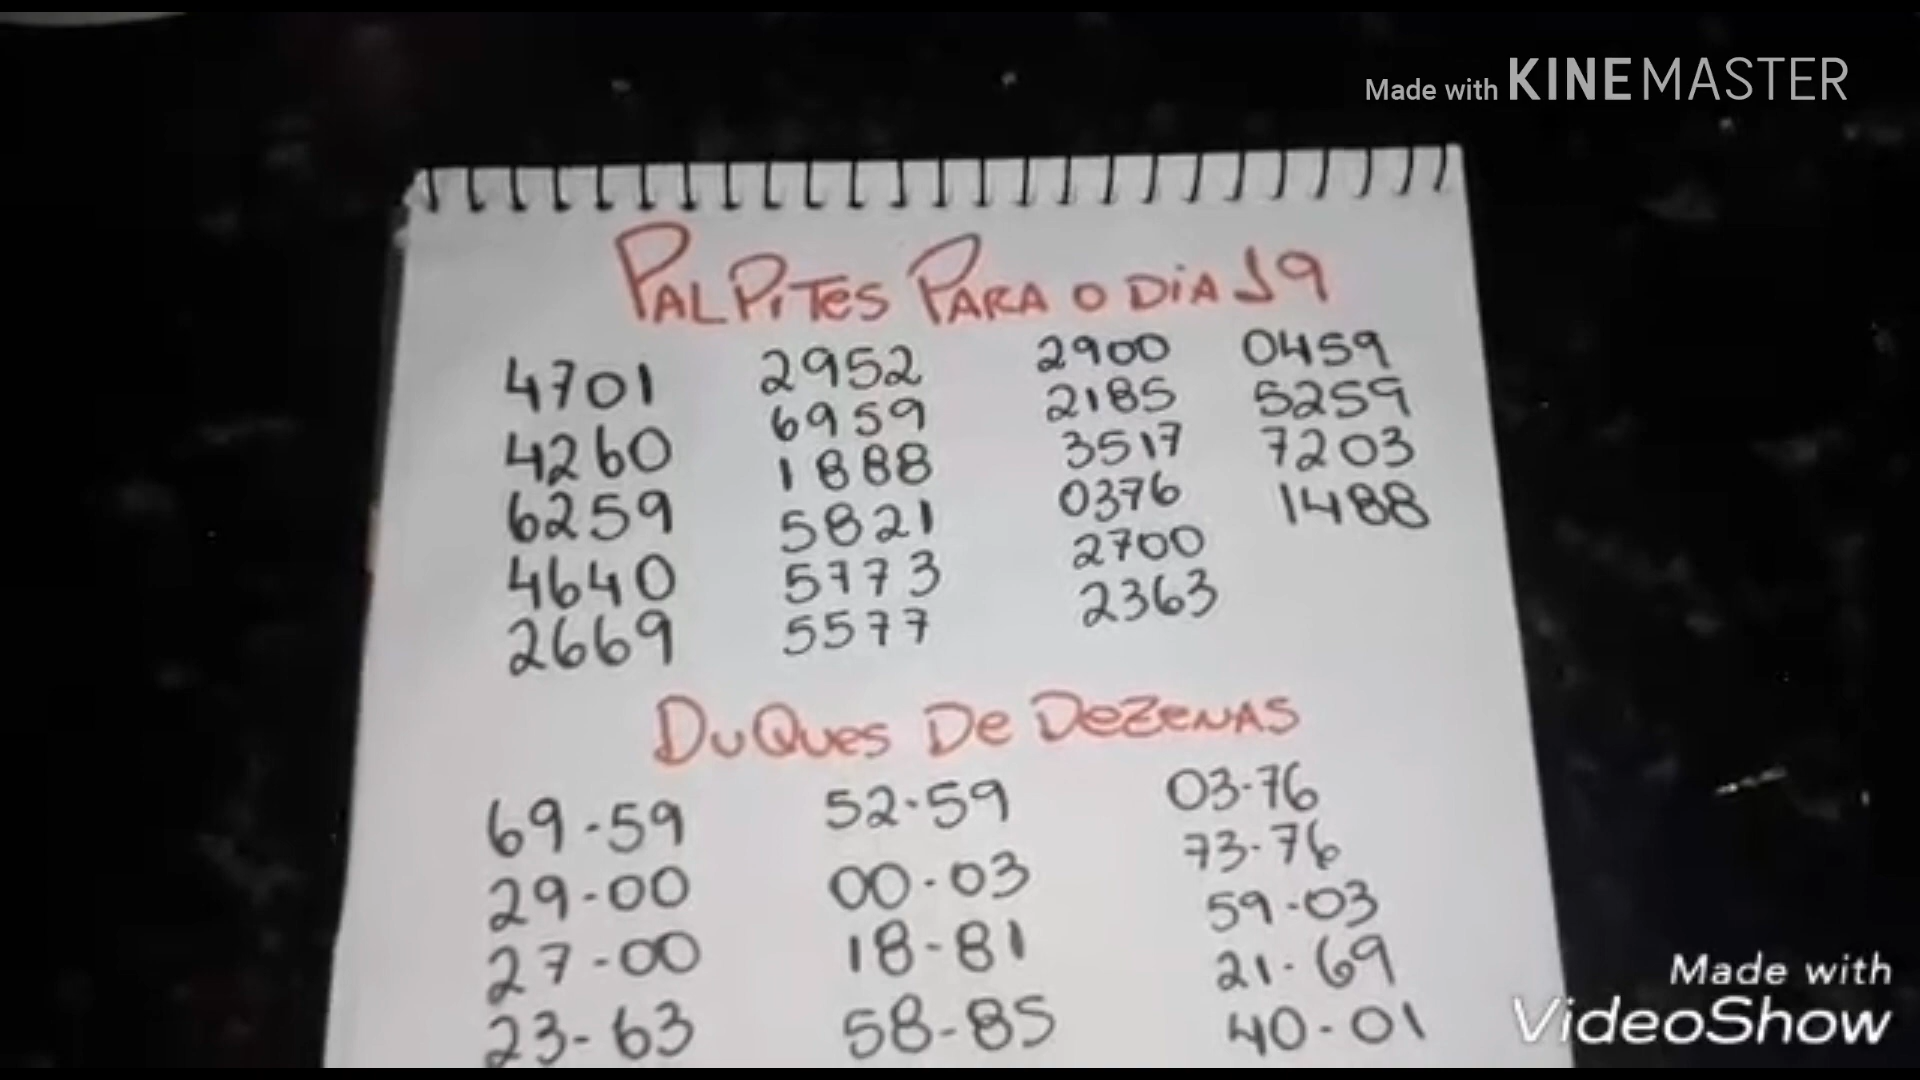 Made with KINEMASTER
PALPiTes PARA O DiA 19
4701 2952 2900 0459
4260 6959 2185 5259
6259 1888 3517 7203
4640 5821 0376 1488
2669 5773 2700
5577 2363
DuQues De DeZeNAS
69-59 52-59 03-76
29-00 00-03 73-76
27-00 18-81 59-03
23-63 58-85 21-69
40-01
Made with
VideoShow